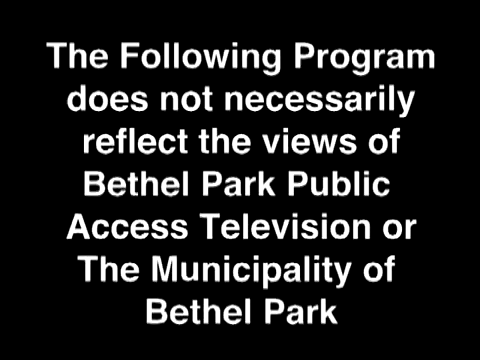 The Following Program
does not necessarily
reflect the views of
Bethel Park Public
Access Television or
The Municipality of
Bethel Park